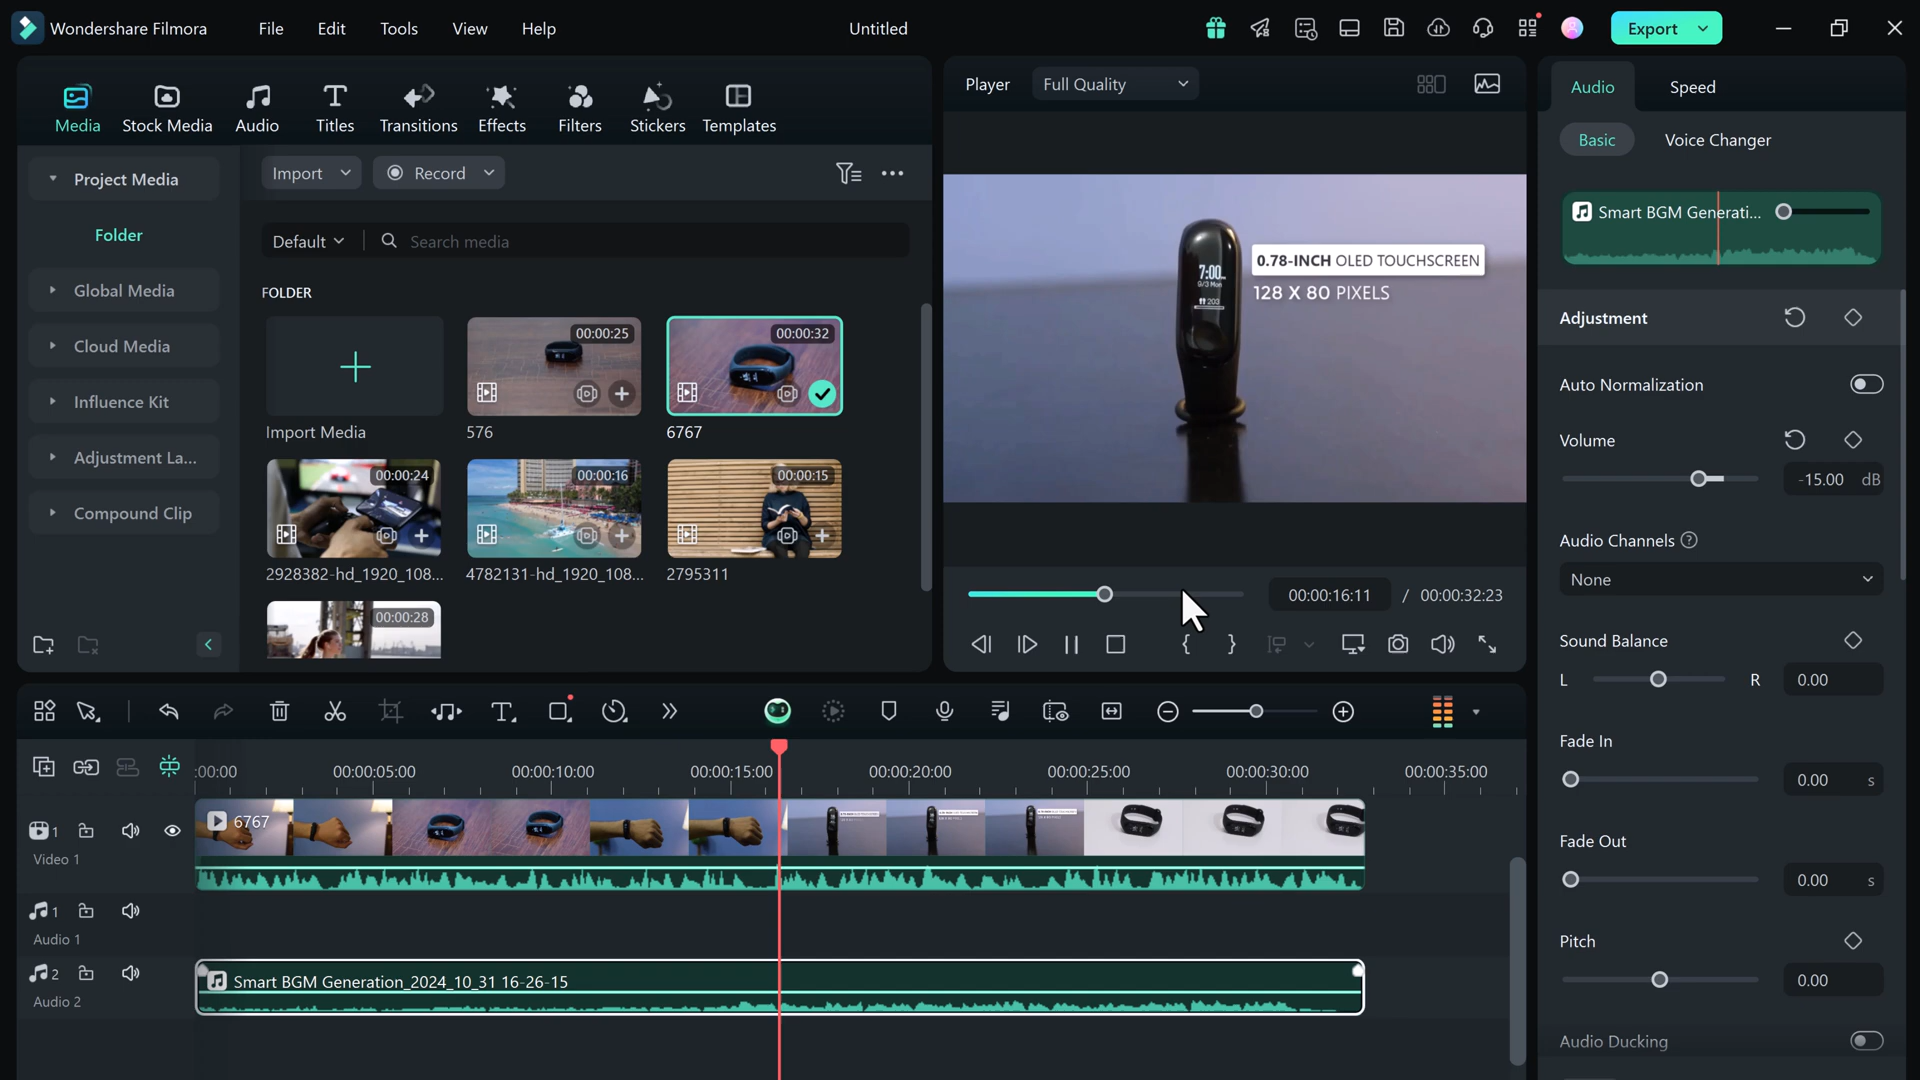 Wondershare Filmora
File
Edit
Tools
View
Help
Untitled
Export
Media
Stock Media
Audio
Titles
Transitions
Effects
Filters
Stickers
Templates
Project Media
Folder
Global Media
Cloud Media
Influence Kit
Adjustment La...
Compound Clip
Import
Record
Default
Search media
FOLDER
Import Media
00:00:25
576
00:00:32
6767
00:00:24
2928382-hd_1920_108...
00:00:16
4782131-hd_1920_108...
00:00:15
2795311
00:00:28
Player
Full Quality
7:00
9/3 Mon
203
0.78-INCH OLED TOUCHSCREEN
128 X 80 PIXELS
00:00:16:11 / 00:00:32:23
Audio
Speed
Basic
Voice Changer
Smart BGM Generati...
Adjustment
Auto Normalization
Volume
-15.00 dB
Audio Channels
None
Sound Balance
L
R
0.00
Fade In
0.00 s
Fade Out
0.00 s
Pitch
0.00
Audio Ducking
:00:00
00:00:05:00
00:00:10:00
00:00:15:00
00:00:20:00
00:00:25:00
00:00:30:00
00:00:35:00
1
Video 1
6767
1
Audio 1
2
Audio 2
Smart BGM Generation_2024_10_31 16-26-15